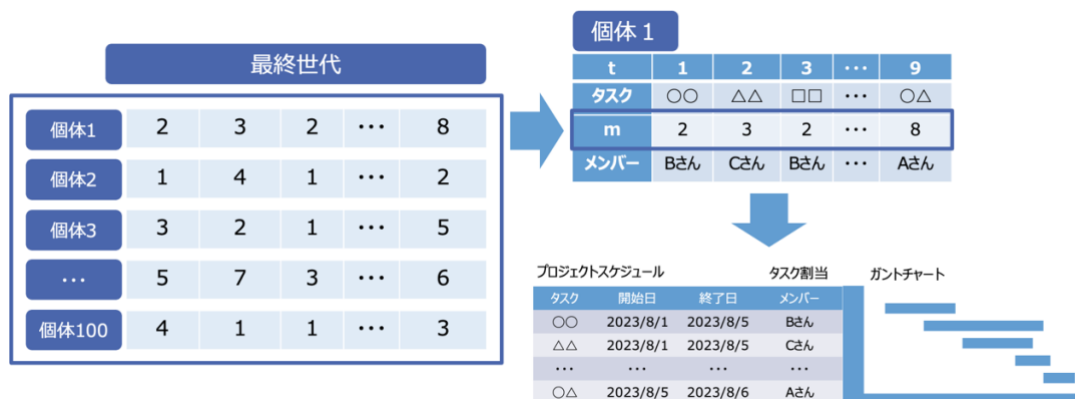 最終世代
個体1 2 3 2 ・・・ 8
個体2 1 4 1 ・・・ 2
個体3 3 2 1 ・・・ 5
・・・ 5 7 3 ・・・ 6
個体100 4 1 1 ・・・ 3
個体 1
t 1 2 3 ・・・ 9
タスク ○○ △△ □□ ・・・ ○△
m 2 3 2 ・・・ 8
メンバー Bさん Cさん Bさん ・・・ Aさん
プロジェクトスケジュール タスク割当 ガントチャート
タスク 開始日 終了日 メンバー
○○ 2023/8/1 2023/8/5 Bさん
△△ 2023/8/1 2023/8/5 Cさん
・・・ ・・・ ・・・ ・・・
○△ 2023/8/5 2023/8/6 Aさん